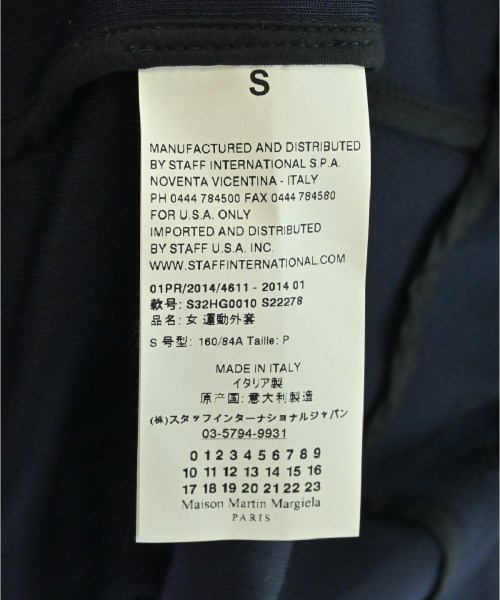 S
MANUFACTURED AND DISTRIBUTED
BY STAFF INTERNATIONAL S.P.A.
NOVENTA VICENTINA - ITALY
PH 0444 784500 FAX 0444 784580
FOR U.S.A. ONLY
IMPORTED AND DISTRIBUTED
BY STAFF U.S.A. INC.
WWW.STAFFINTERNATIONAL.COM
01PR/2014/4611 - 2014 01
款号: S32HG0010 S22278
品名: 女 運動外套
S 号型: 160/84A Taille: P
MADE IN ITALY
イタリア製
原产国: 意大利製造
(株)スタッフインターナショナルジャパン
03-5794-9931
0 1 2 3 4 5 6 7 8 9
10 11 12 13 14 15 16
17 18 19 20 21 22 23
Maison Martin Margiela
PARIS